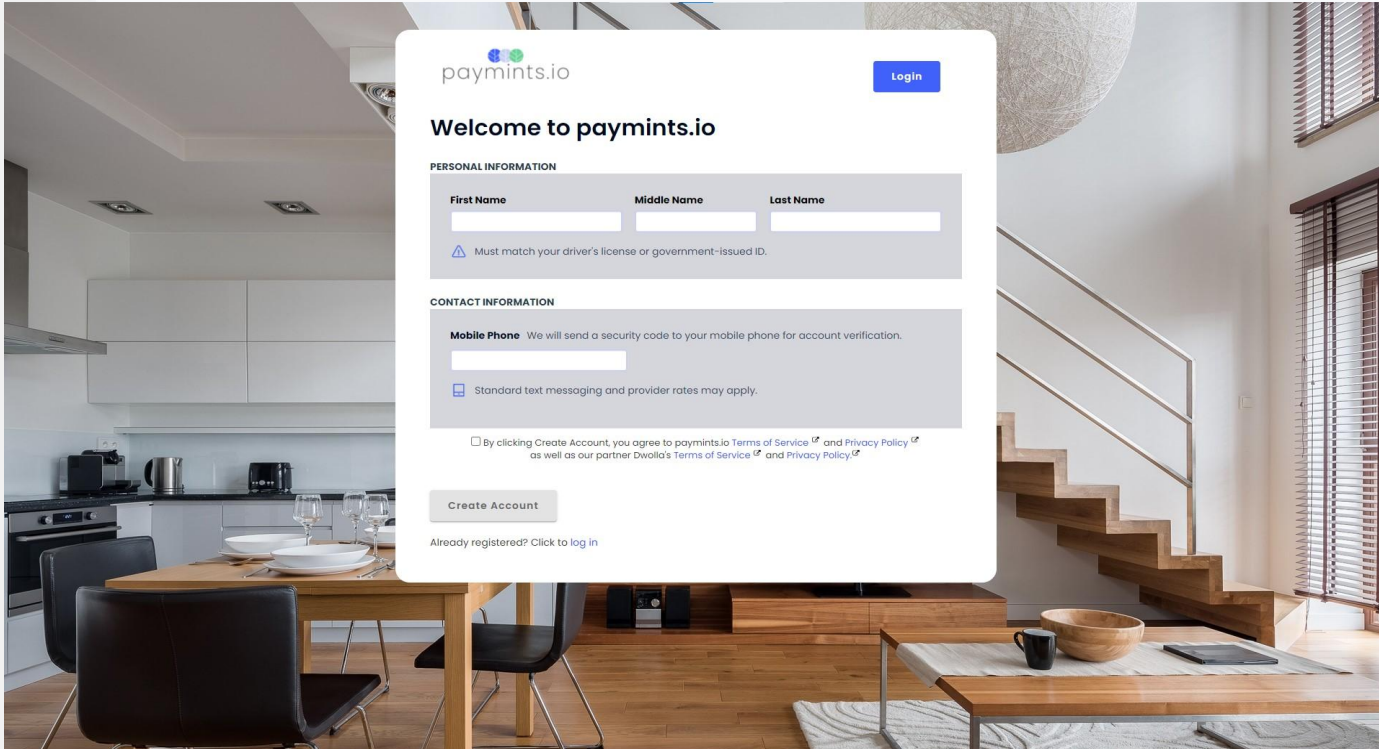 paymints.io
Login
Welcome to paymints.io
PERSONAL INFORMATION
First Name Middle Name Last Name
Must match your driver's license or government-issued ID.
CONTACT INFORMATION
Mobile Phone We will send a security code to your mobile phone for account verification.
Standard text messaging and provider rates may apply.
By clicking Create Account, you agree to paymints.io Terms of Service and Privacy Policy
as well as our partner Dwolla's Terms of Service and Privacy Policy.
Create Account
Already registered? Click to log in